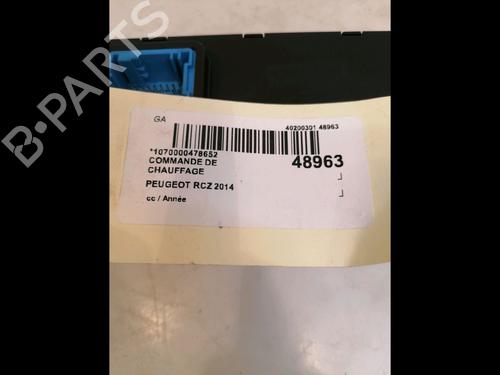 B-PARTS
GA
40200301 48963
*1070000478652
48963
COMMANDE DE
CHAUFFAGE
PEUGEOT RCZ 2014
cc / Année